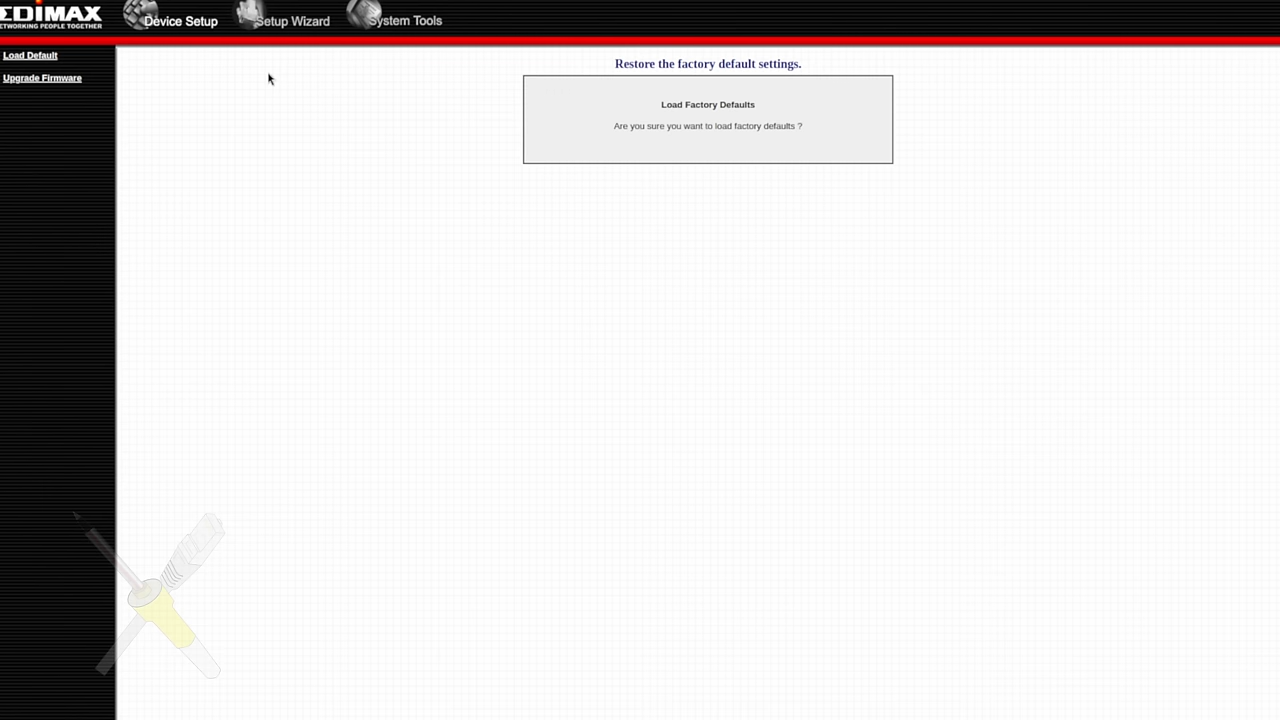 EDIMAX
NETWORKING PEOPLE TOGETHER
Device Setup
Setup Wizard
System Tools
Load Default
Upgrade Firmware
Restore the factory default settings.
Load Factory Defaults
Are you sure you want to load factory defaults ?